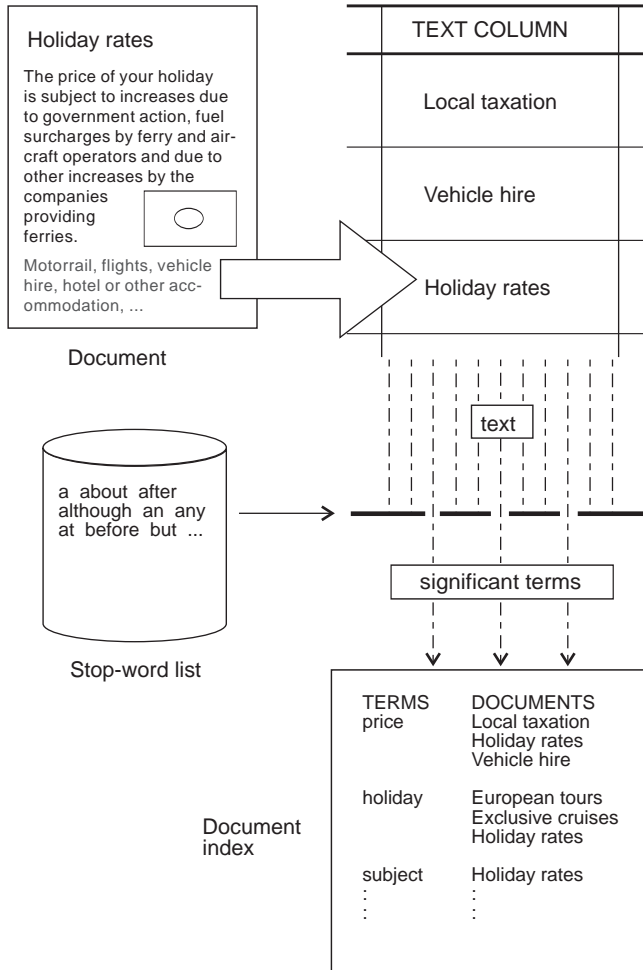 Holiday rates
The price of your holiday
is subject to increases due
to government action, fuel
surcharges by ferry and air-
craft operators and due to
other increases by the
companies
providing
ferries.
Motorrail, flights, vehicle
hire, hotel or other acc-
ommodation, ...
Document
TEXT COLUMN
Local taxation
Vehicle hire
Holiday rates
text
a about after
although an any
at before but ...
Stop-word list
significant terms
Document
index
TERMS DOCUMENTS
price Local taxation
Holiday rates
Vehicle hire
holiday European tours
Exclusive cruises
Holiday rates
subject Holiday rates
: :
: :